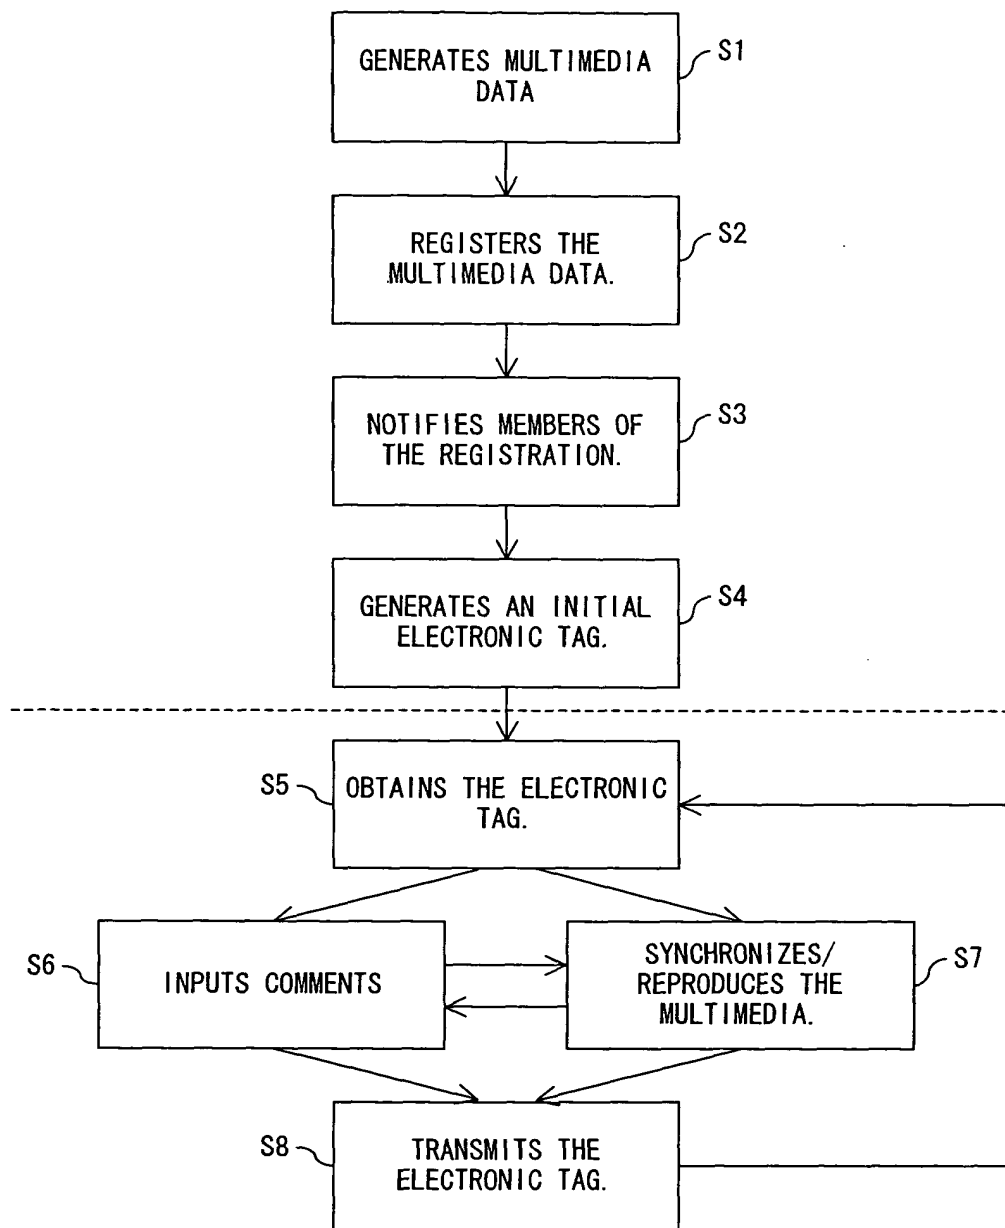 GENERATES MULTIMEDIA
DATA
S1
REGISTERS THE
MULTIMEDIA DATA.
S2
NOTIFIES MEMBERS OF
THE REGISTRATION.
S3
GENERATES AN INITIAL
ELECTRONIC TAG.
S4
S5
OBTAINS THE ELECTRONIC
TAG.
S6
INPUTS COMMENTS
SYNCHRONIZES/
REPRODUCES THE
MULTIMEDIA.
S7
S8
TRANSMITS THE
ELECTRONIC TAG.